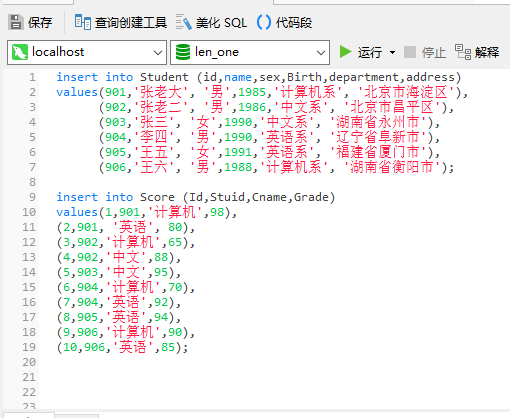 保存 查询创建工具 美化 SQL () 代码段
localhost len_one 运行 停止 解释
1 insert into Student (id,name,sex,Birth,department,address)
2 values(901,'张老大', '男',1985,'计算机系', '北京市海淀区'),
3 (902,'张老二', '男',1986,'中文系', '北京市昌平区'),
4 (903,'张三', '女',1990,'中文系', '湖南省永州市'),
5 (904,'李四', '男',1990,'英语系', '辽宁省阜新市'),
6 (905,'王五', '女',1991,'英语系', '福建省厦门市'),
7 (906,'王六', '男',1988,'计算机系', '湖南省衡阳市');
8
9 insert into Score (Id,Stuid,Cname,Grade)
10 values(1,901,'计算机',98),
11 (2,901, '英语', 80),
12 (3,902,'计算机',65),
13 (4,902,'中文',88),
14 (5,903,'中文',95),
15 (6,904,'计算机',70),
16 (7,904,'英语',92),
17 (8,905,'英语',94),
18 (9,906,'计算机',90),
19 (10,906,'英语',85);
20
21
22
23